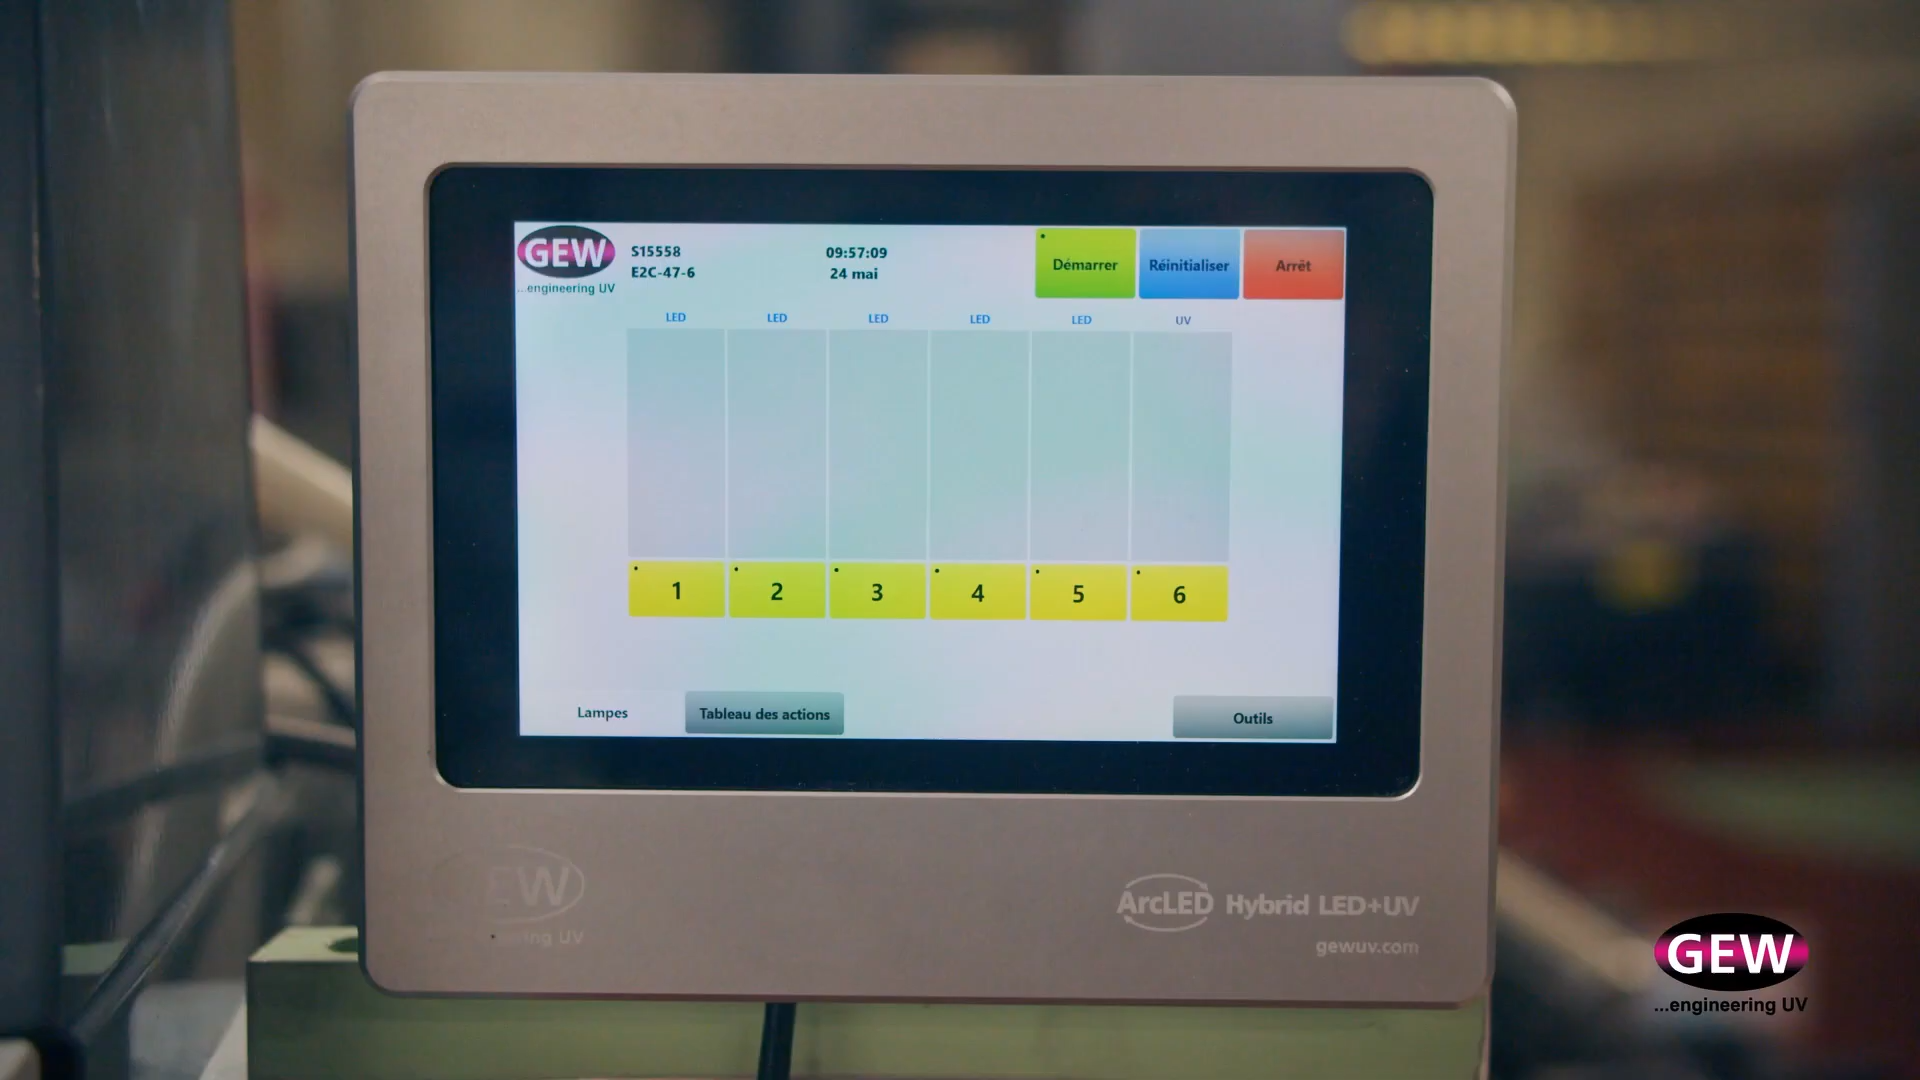 GEW
...engineering UV
S15558
E2C-47-6
09:57:09
24 mai
Démarrer
Réinitialiser
Arrêt
LED
LED
LED
LED
LED
UV
1
2
3
4
5
6
Lampes
Tableau des actions
Outils
EW
ing UV
ArcLED Hybrid LED+UV
gewuv.com
GEW
...engineering UV